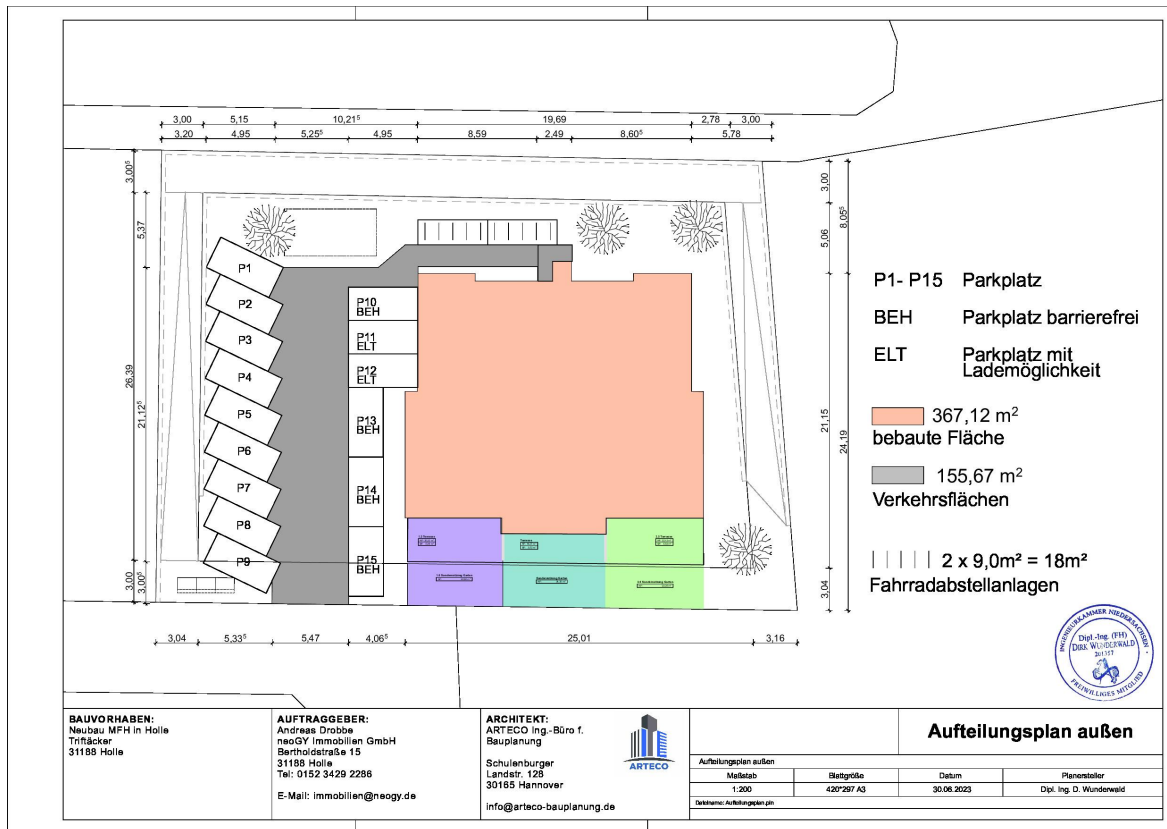 3,00 5,15 10,21⁵ 19,69 2,78 3,00
3,20 4,95 5,25⁵ 4,95 8,59 2,49 8,60⁵ 5,78
3,00⁵
5,37
26,39
21,12⁵
3,00
3,00⁵
3,00
5,06
8,05⁵
21,15
24,19
3,04
P1
P2
P3
P4
P5
P6
P7
P8
P9
P10
BEH
P11
ELT
P12
ELT
P13
BEH
P14
BEH
P15
BEH
3,04 5,33⁵ 5,47 4,06⁵ 25,01 3,16
P1- P15 Parkplatz
BEH Parkplatz barrierefrei
ELT Parkplatz mit
Lademöglichkeit
367,12 m²
bebaute Fläche
155,67 m²
Verkehrsflächen
2 x 9,0m² = 18m²
Fahrradabstellanlagen
INGENIEURKAMMER NIEDERSACHSEN
Dipl.-Ing. (FH)
DIRK WUNDERWALD
FREIWILLIGES MITGLIED
BAUVORHABEN:
Neubau MFH in Holle
Triftäcker
31188 Holle
AUFTRAGGEBER:
Andreas Drobbe
neoGY Immobilien GmbH
Bertholdstraße 15
31188 Holle
Tel: 0152 3429 2286
E-Mail: immobilien@neogy.de
ARCHITEKT:
ARTECO Ing.-Büro f.
Bauplanung
Schulenburger
Landstr. 128
30165 Hannover
info@arteco-bauplanung.de
ARTECO
Aufteilungsplan außen
Aufteilungsplan außen
Maßstab Blattgröße Datum Planersteller
1:200 420*297 A3 30.06.2023 Dipl. Ing. D. Wunderwald
Dateiname: Aufteilungsplan.pln